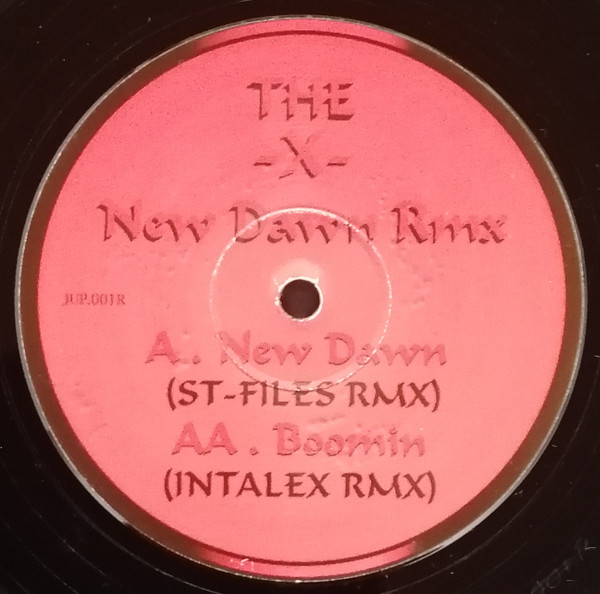 THE
-X-
New Dawn Rmx
JUP.001R
A. New Dawn
(ST-FILES RMX)
AA. Boomin
(INTALEX RMX)